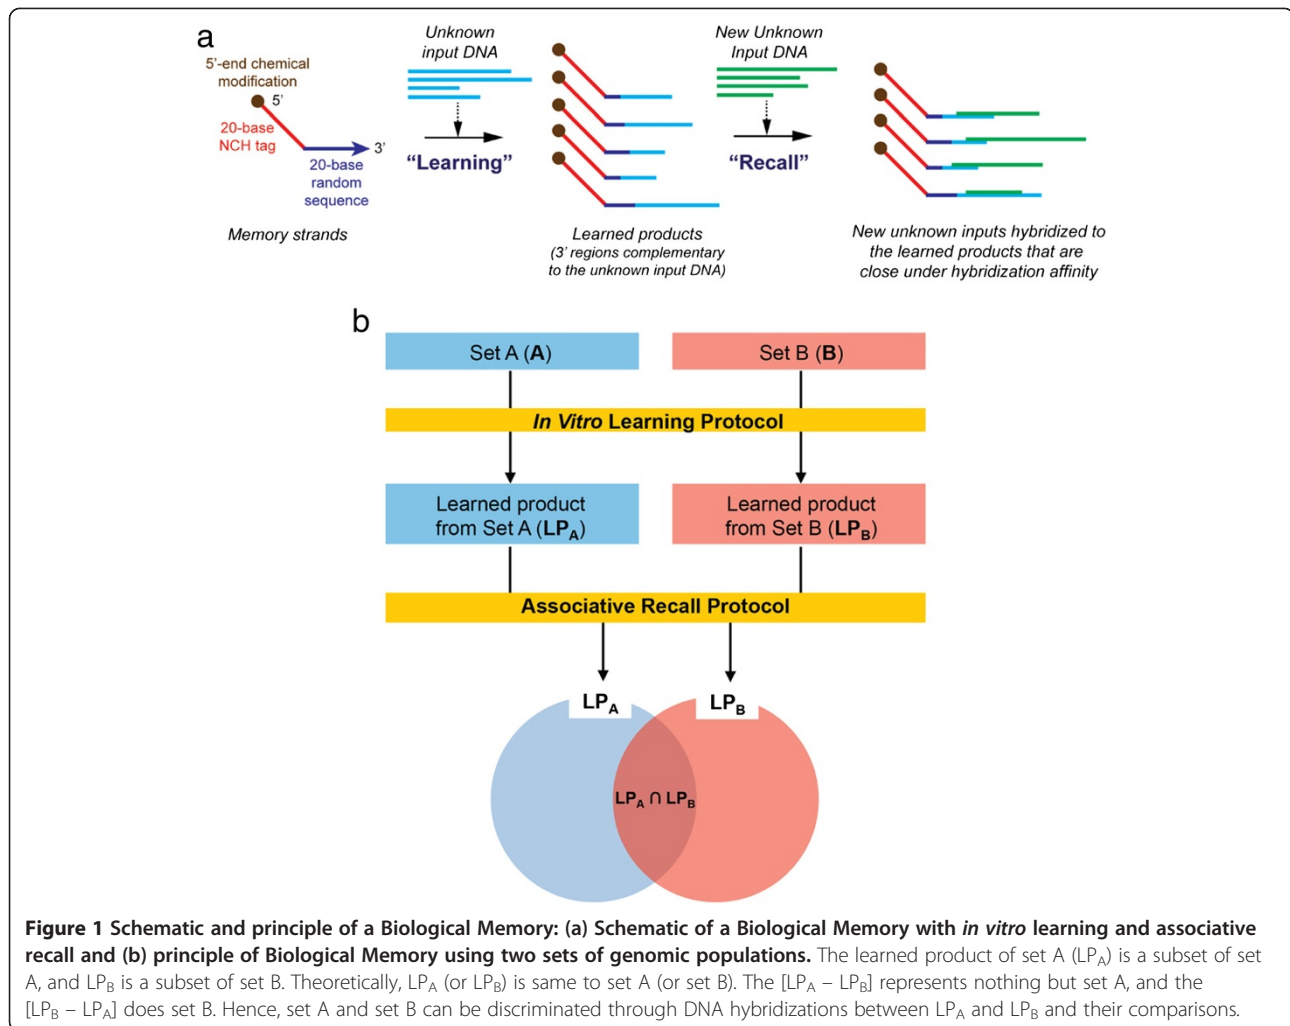 a
Unknown
input DNA
New Unknown
Input DNA
5'-end chemical
modification
5'
20-base
NCH tag
3'
20-base
random
sequence
“Learning”
“Recall”
Memory strands
Learned products
(3' regions complementary
to the unknown input DNA)
New unknown inputs hybridized to
the learned products that are
close under hybridization affinity
b
Set A (A)
Set B (B)
In Vitro Learning Protocol
Learned product
from Set A (LPA)
Learned product
from Set B (LPB)
Associative Recall Protocol
LPA
LPB
LPA ∩ LPB
Figure 1 Schematic and principle of a Biological Memory: (a) Schematic of a Biological Memory with in vitro learning and associative
recall and (b) principle of Biological Memory using two sets of genomic populations. The learned product of set A (LPA) is a subset of set
A, and LPB is a subset of set B. Theoretically, LPA (or LPB) is same to set A (or set B). The [LPA – LPB] represents nothing but set A, and the
[LPB – LPA] does set B. Hence, set A and set B can be discriminated through DNA hybridizations between LPA and LPB and their comparisons.